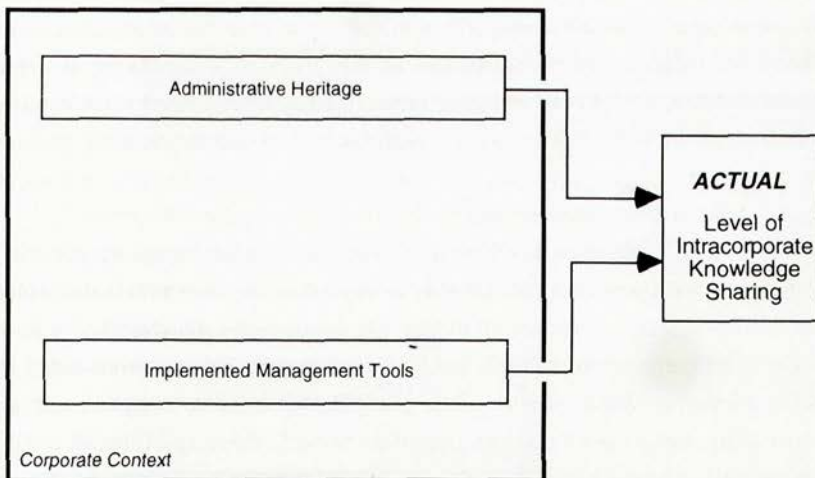 Administrative Heritage
ACTUAL
Level of
Intracorporate
Knowledge
Sharing
Implemented Management Tools
Corporate Context